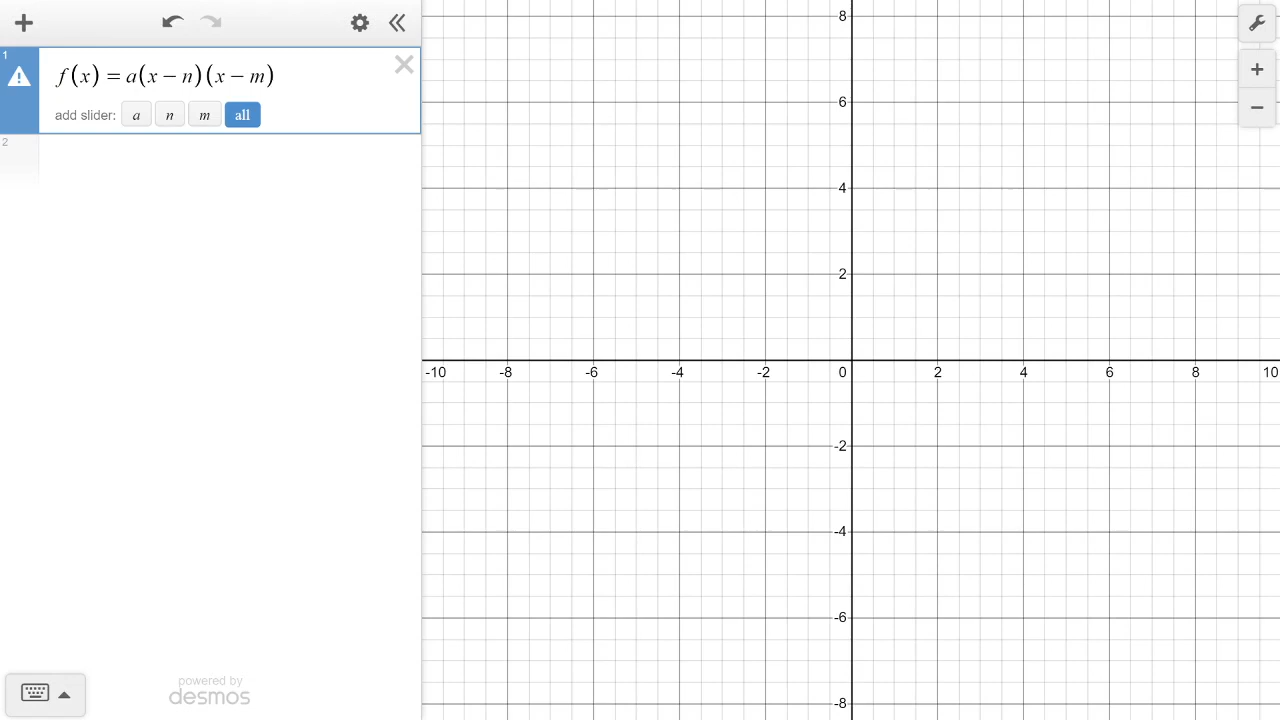 1
f(x) = a(x − n)(x − m)
add slider: a n m all
2
powered by
desmos
8
6
4
2
-10 -8 -6 -4 -2 0 2 4 6 8 10
-2
-4
-6
-8